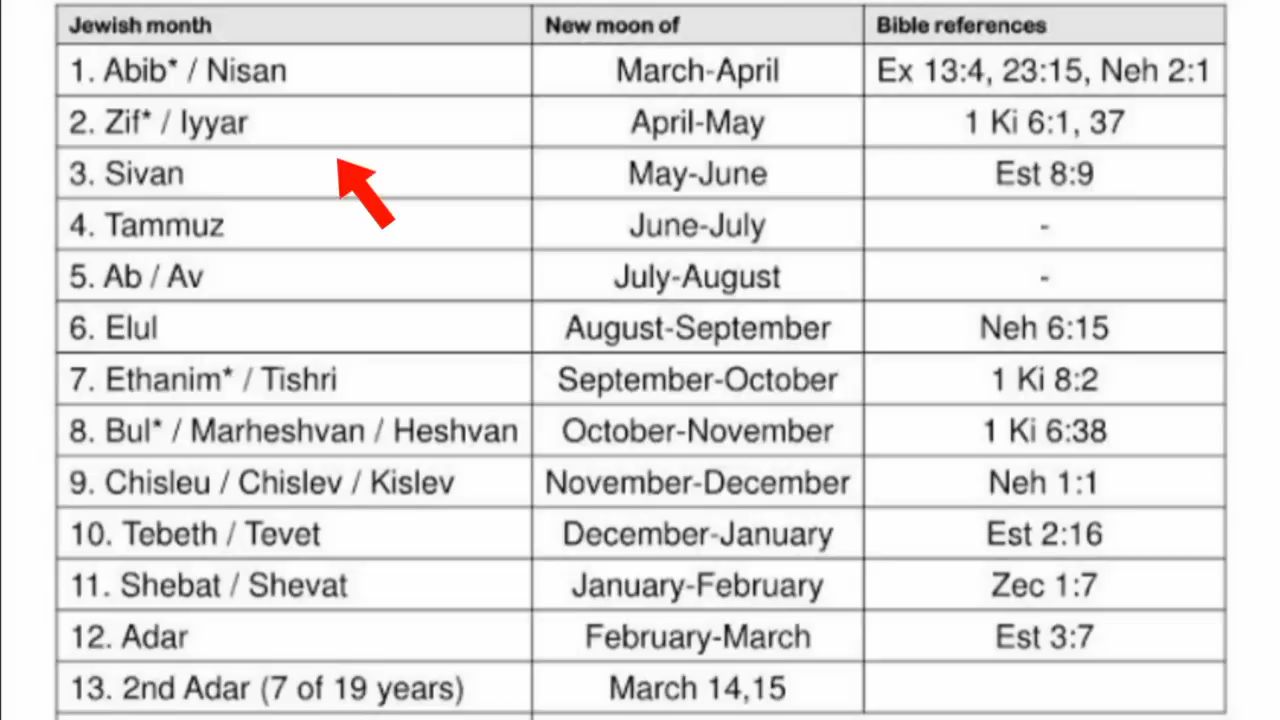 Jewish month New moon of Bible references
1. Abib* / Nisan March-April Ex 13:4, 23:15, Neh 2:1
2. Zif* / Iyyar April-May 1 Ki 6:1, 37
3. Sivan May-June Est 8:9
4. Tammuz June-July -
5. Ab / Av July-August -
6. Elul August-September Neh 6:15
7. Ethanim* / Tishri September-October 1 Ki 8:2
8. Bul* / Marheshvan / Heshvan October-November 1 Ki 6:38
9. Chisleu / Chislev / Kislev November-December Neh 1:1
10. Tebeth / Tevet December-January Est 2:16
11. Shebat / Shevat January-February Zec 1:7
12. Adar February-March Est 3:7
13. 2nd Adar (7 of 19 years) March 14,15